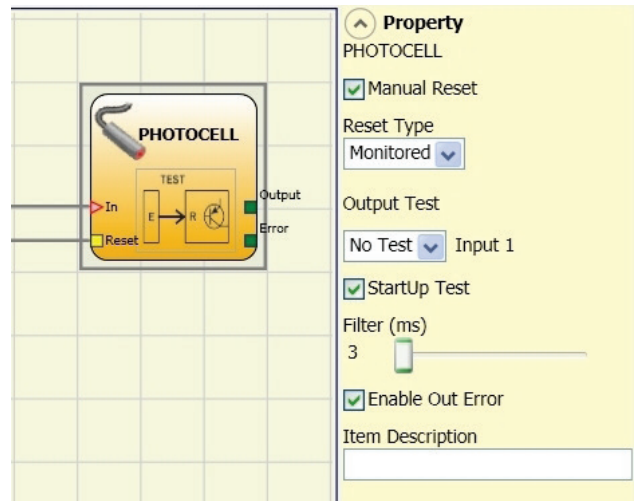 PHOTOCELL
TEST
In
E
R
Output
Reset
Error
Property
PHOTOCELL
Manual Reset
Reset Type
Monitored
Output Test
No Test Input 1
StartUp Test
Filter (ms)
3
Enable Out Error
Item Description